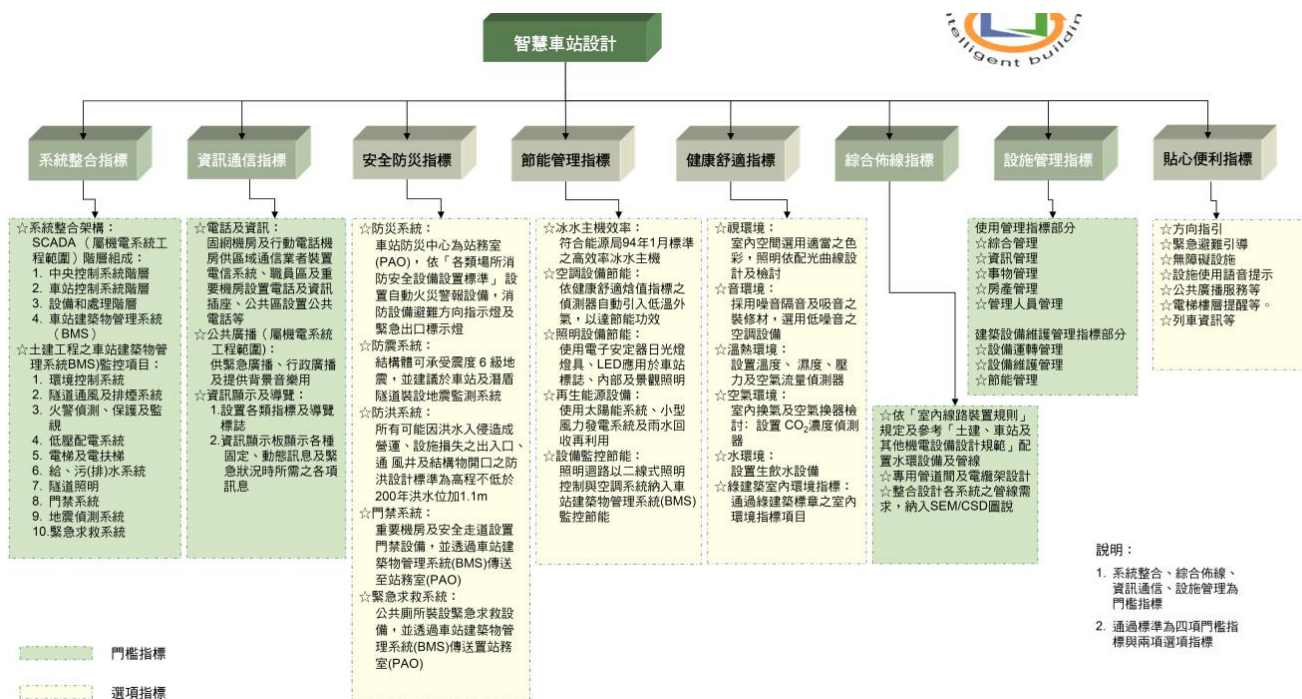 智慧車站設計
intelligent building
系統整合指標
資訊通信指標
安全防災指標
節能管理指標
健康舒適指標
綜合佈線指標
設施管理指標
貼心便利指標
☆系統整合架構：
SCADA（屬機電系統工
程範圍）階層組成：
1. 中央控制系統階層
2. 車站控制系統階層
3. 設備和處理階層
4. 車站建築物管理系統
（BMS）
☆土建工程之車站建築物管
理系統BMS)監控項目：
1. 環境控制系統
2. 隧道通風及排煙系統
3. 火警偵測、保護及監
視
4. 低壓配電系統
5. 電梯及電扶梯
6. 給、污(排)水系統
7. 隧道照明
8. 門禁系統
9. 地震偵測系統
10.緊急求救系統
☆電話及資訊：
固網機房及行動電話機
房供區域通信業者裝置
電信系統、職員區及重
要機房設置電話及資訊
插座、公共區設置公共
電話等
☆公共廣播（屬機電系統
工程範圍)：
供緊急廣播、行政廣播
及提供背景音樂用
☆資訊顯示及導覽：
1.設置各類指標及導覽
標誌
2.資訊顯示板顯示各種
固定、動態訊息及緊
急狀況時所需之各項
訊息
☆防災系統：
車站防災中心為站務室
(PAO)，依「各類場所消
防安全設備設置標準」設
置自動火災警報設備，消
防設備避難方向指示燈及
緊急出口標示燈
☆防震系統：
結構體可承受震度 6 級地
震，並建議於車站及潛盾
隧道裝設地震監測系統
☆防洪系統：
所有可能因洪水入侵造成
營運、設施損失之出入口、
通 風井及結構物開口之防
洪設計標準為高程不低於
200年洪水位加1.1m
☆門禁系統：
重要機房及安全走道設置
門禁設備，並透過車站建
築物管理系統(BMS)傳送
至站務室(PAO)
☆緊急求救系統：
公共廁所裝設緊急求救設
備，並透過車站建築物管
理系統(BMS)傳送置站務
室(PAO)
☆冰水主機效率：
符合能源局94年1月標準
之高效率冰水主機
☆空調設備節能：
依健康舒適焓值指標之
偵測器自動引入低溫外
氣，以達節能功效
☆照明設備節能：
使用電子安定器日光燈
燈具、LED應用於車站
標誌、內部及景觀照明
☆再生能源設備：
使用太陽能系統、小型
風力發電系統及雨水回
收再利用
☆設備監控節能：
照明迴路以二線式照明
控制與空調系統納入車
站建築物管理系統(BMS)
監控節能
☆視環境：
室內空間選用適當之色
彩，照明依配光曲線設
計及檢討
☆音環境：
採用噪音隔音及吸音之
裝修材，選用低噪音之
空調設備
☆溫熱環境：
設置溫度、 濕度、壓
力及空氣流量偵測器
☆空氣環境：
室內換氣及空氣換器檢
討：設置 CO₂濃度偵測
器
☆水環境：
設置生飲水設備
☆綠建築室內環境指標：
通過綠建築標章之室內
環境指標項目
☆依「室內線路裝置規則」
規定及參考「土建、車站及
其他機電設備設計規範」配
置水環設備及管線
☆專用管道間及電纜架設計
☆整合設計各系統之管線需
求，納入SEM/CSD圖說
使用管理指標部分
☆綜合管理
☆資訊管理
☆事物管理
☆房產管理
☆管理人員管理
建築設備維護管理指標部分
☆設備運轉管理
☆設備維護管理
☆節能管理
☆方向指引
☆緊急避難引導
☆無障礙設施
☆設施使用語音提示
☆公共廣播服務等
☆電梯樓層提醒等。
☆列車資訊等
說明：
1. 系統整合、綜合佈線、
資訊通信、設施管理為
門檻指標
2. 通過標準為四項門檻指
標與兩項選項指標
門檻指標
選項指標